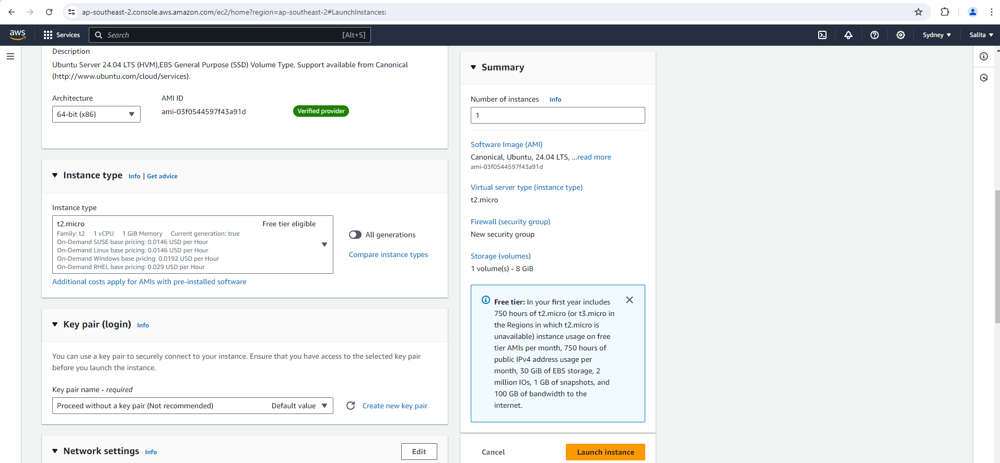 ap-southeast-2.console.aws.amazon.com/ec2/home?region=ap-southeast-2#LaunchInstances:
aws
Services
Search
[Alt+S]
Sydney
Salita
Description
Ubuntu Server 24.04 LTS (HVM),EBS General Purpose (SSD) Volume Type. Support available from Canonical
(http://www.ubuntu.com/cloud/services).
Architecture
AMI ID
64-bit (x86)
ami-03f0544597f43a91d
Verified provider
Instance type
Info | Get advice
Instance type
t2.micro
Free tier eligible
Family: t2 1 vCPU 1 GiB Memory Current generation: true
On-Demand SUSE base pricing: 0.0146 USD per Hour
On-Demand Linux base pricing: 0.0146 USD per Hour
On-Demand Windows base pricing: 0.0192 USD per Hour
On-Demand RHEL base pricing: 0.029 USD per Hour
All generations
Compare instance types
Additional costs apply for AMIs with pre-installed software
Key pair (login)
Info
You can use a key pair to securely connect to your instance. Ensure that you have access to the selected key pair
before you launch the instance.
Key pair name - required
Proceed without a key pair (Not recommended)
Default value
Create new key pair
Network settings
Info
Edit
Summary
Number of instances
Info
1
Software Image (AMI)
Canonical, Ubuntu, 24.04 LTS, ...read more
ami-03f0544597f43a91d
Virtual server type (instance type)
t2.micro
Firewall (security group)
New security group
Storage (volumes)
1 volume(s) - 8 GiB
Free tier: In your first year includes
750 hours of t2.micro (or t3.micro in
the Regions in which t2.micro is
unavailable) instance usage on free
tier AMIs per month, 750 hours of
public IPv4 address usage per
month, 30 GiB of EBS storage, 2
million IOs, 1 GB of snapshots, and
100 GB of bandwidth to the
internet.
Cancel
Launch instance